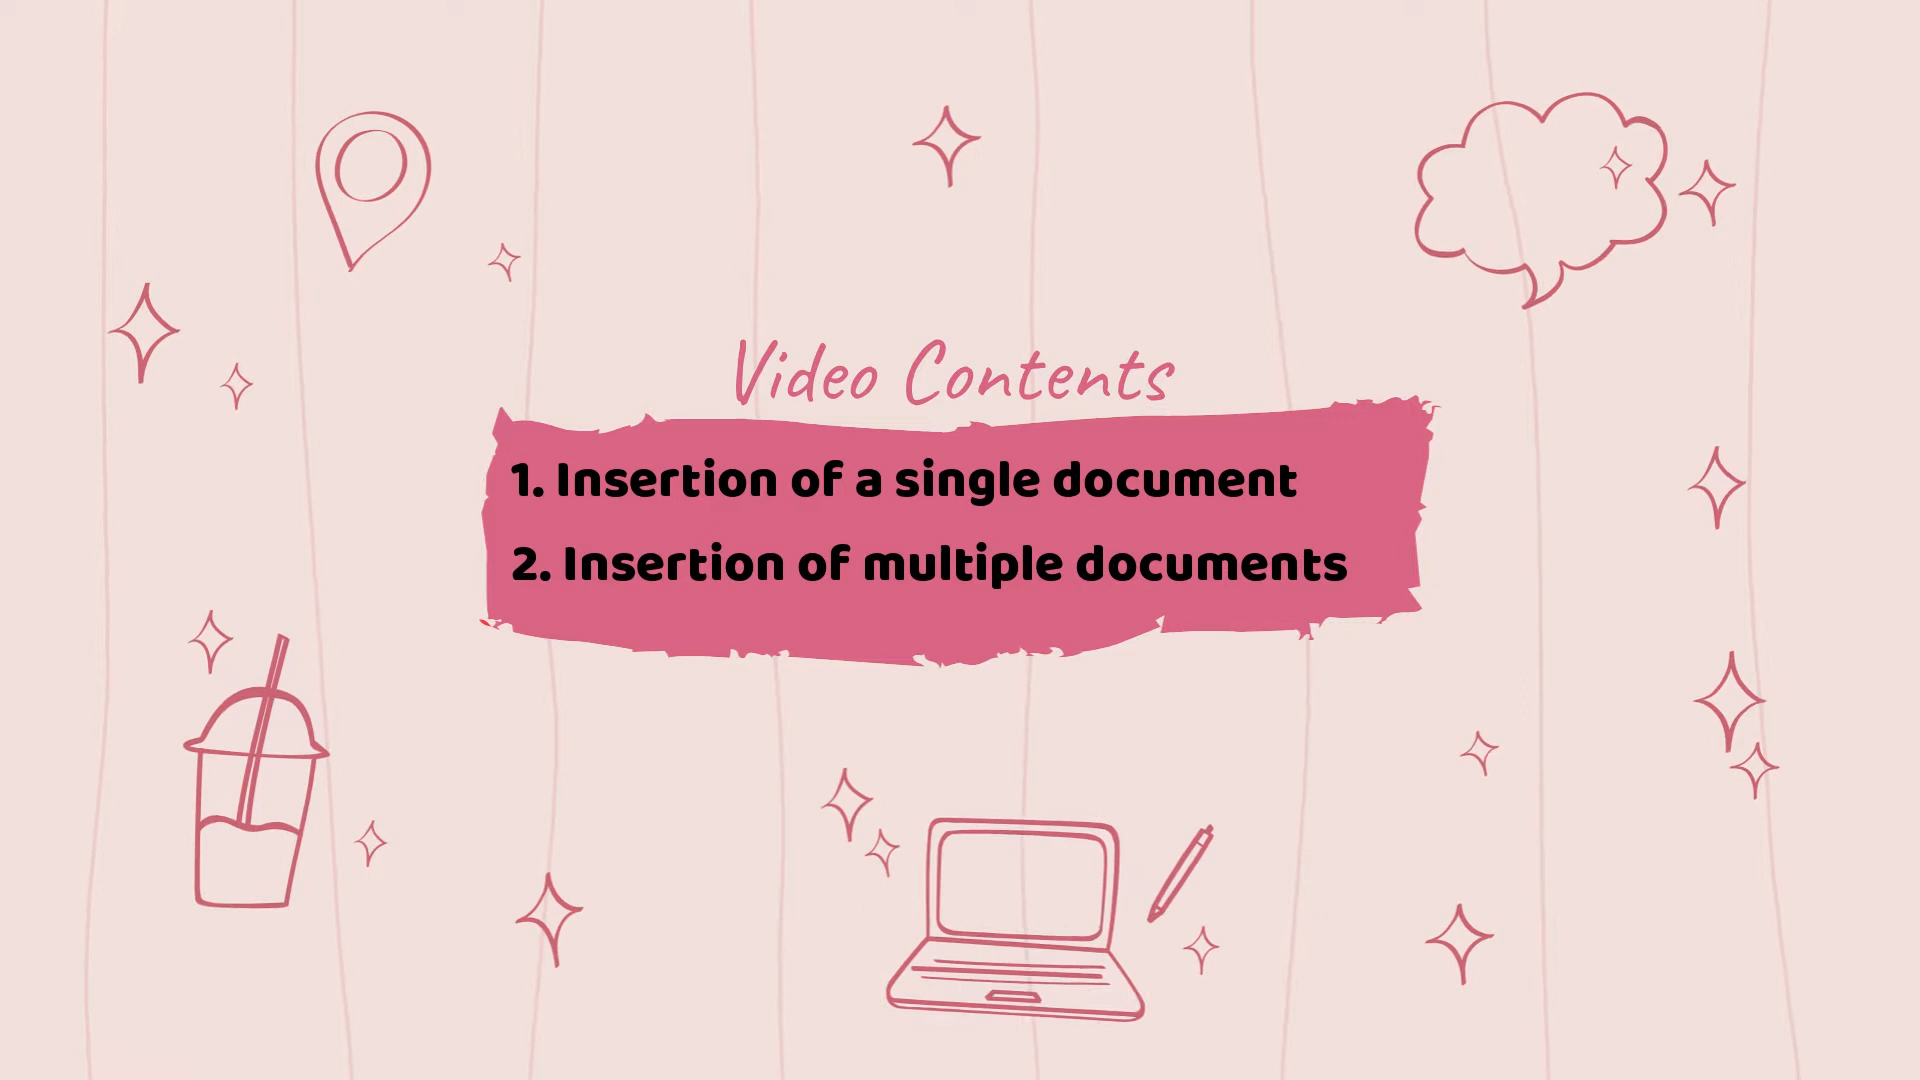 Video Contents
1. Insertion of a single document
2. Insertion of multiple documents